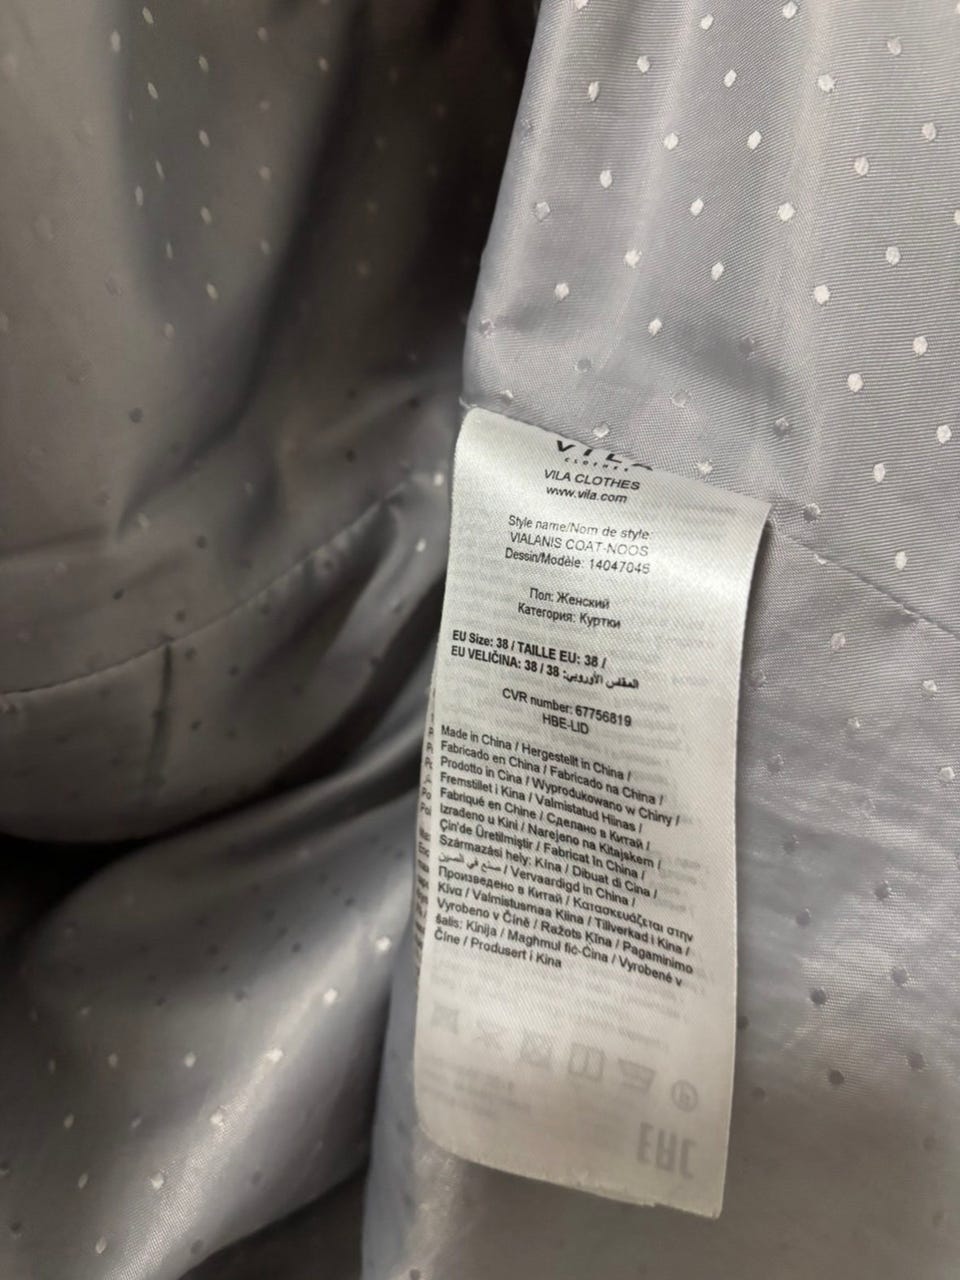 VILA
CLOTHES
VILA CLOTHES
www.vila.com
Style name/Nom de style:
VIALANIS COAT-NOOS
Dessin/Modèle: 14047046
Пол: Женский
Категория: Куртки
EU Size: 38 / TAILLE EU: 38 /
EU VELIČINA: 38 / 38 :المقاس الأوروبي
CVR number: 67756819
HBE-LID
Made in China / Hergestellt in China /
Fabricado en China / Fabricado na China /
Prodotto in Cina / Wyprodukowano w Chiny /
Fremstillet i Kina / Valmistatud Hiinas /
Fabriqué en Chine / Сделано в Китай /
Izrađeno u Kini / Narejeno na Kitajskem /
Çin'de Üretilmiştir / Fabricat în China /
Származási hely: Kína / Dibuat di Cina /
صنع في الصين / Vervaardigd in China /
Произведено в Китай / Κατασκευάζεται στην
Κίνα / Valmistusmaa Kiina / Tillverkad i Kina /
Vyrobeno v Číně / Ražots Ķīna / Pagaminimo
šalis: Kinija / Maghmul fiċ-Ċina / Vyrobené v
Číne / Produsert i Kina
EAC